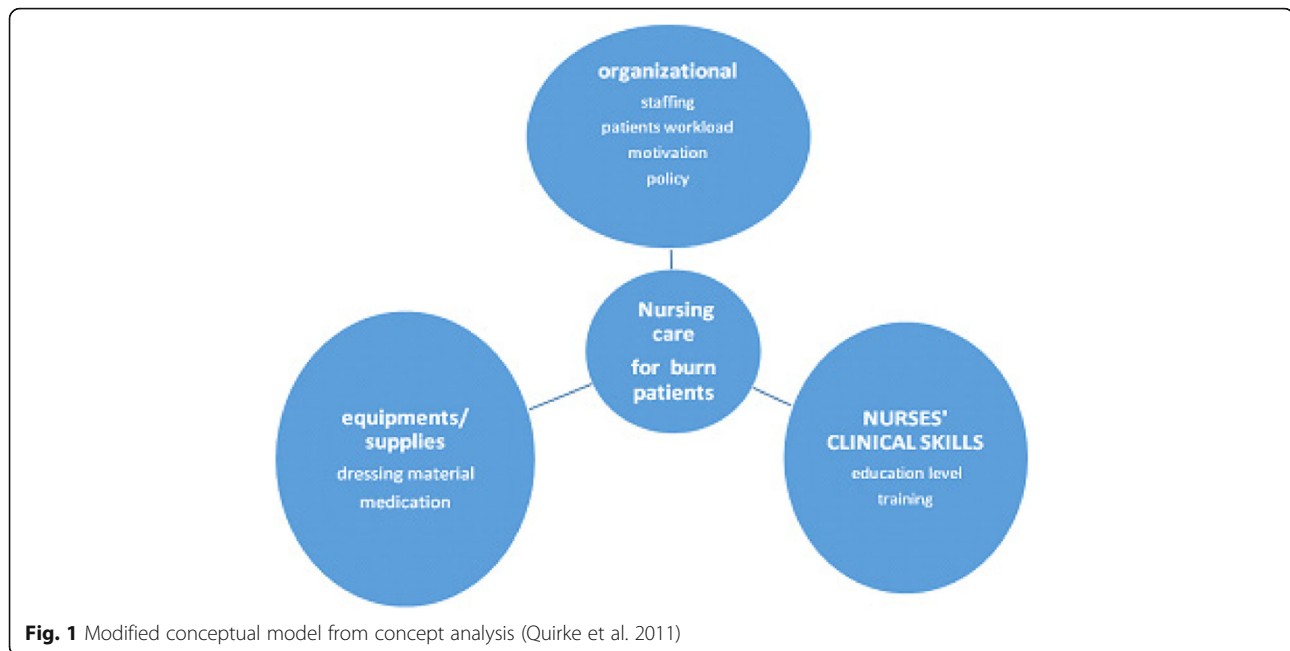 organizational
staffing
patients workload
motivation
policy
Nursing
care
for burn
patients
equipments/
supplies
dressing material
medication
NURSES'
CLINICAL SKILLS
education level
training
Fig. 1 Modified conceptual model from concept analysis (Quirke et al. 2011)